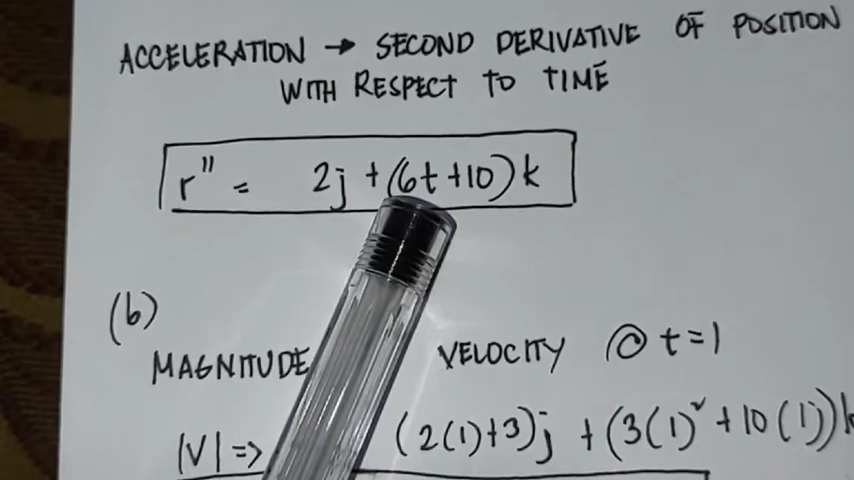 ACCELERATION → SECOND DERIVATIVE OF POSITION
WITH RESPECT TO TIME
r" = 2j + (6t + 10) k
(b)
MAGNITUDE VELOCITY @ t = 1
|V| => (2(1)+3)j + (3(1)² + 10(1))k